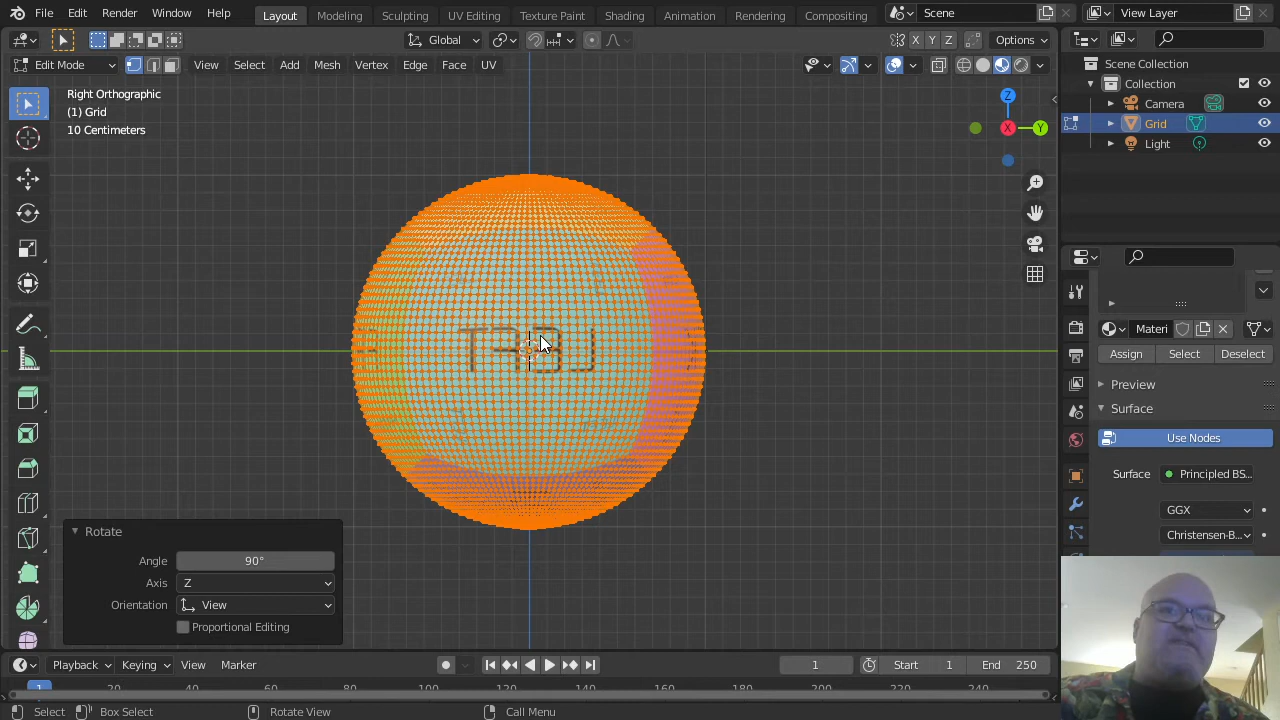 File Edit Render Window Help Layout Modeling Sculpting UV Editing Texture Paint Shading Animation Rendering Compositing Scene View Layer
Global Options
Edit Mode View Select Add Mesh Vertex Edge Face UV
Right Orthographic
(1) Grid
10 Centimeters
Z
X
Y
X Y Z
Scene Collection
Collection
Camera
Grid
Light
Materi
Assign Select Deselect
Preview
Surface
Use Nodes
Surface Principled BS...
GGX
Christensen-B...
Rotate
Angle 90°
Axis Z
Orientation View
Proportional Editing
Playback Keying View Marker 1 Start 1 End 250
1 20 80 100 120 140 160 180 200 220 240
Select Box Select Rotate View Call Menu